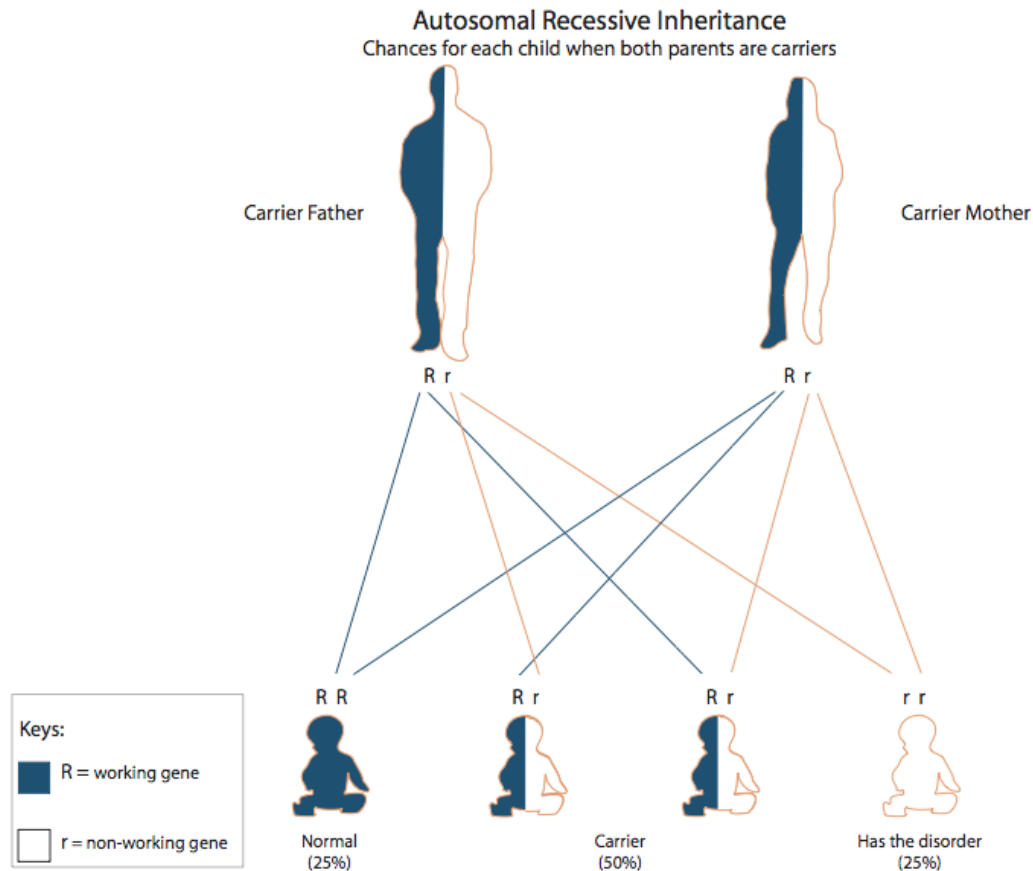 Autosomal Recessive Inheritance
Chances for each child when both parents are carriers
Carrier Father
Carrier Mother
R r
R r
R R
R r
R r
r r
Keys:
R = working gene
r = non-working gene
Normal
(25%)
Carrier
(50%)
Has the disorder
(25%)